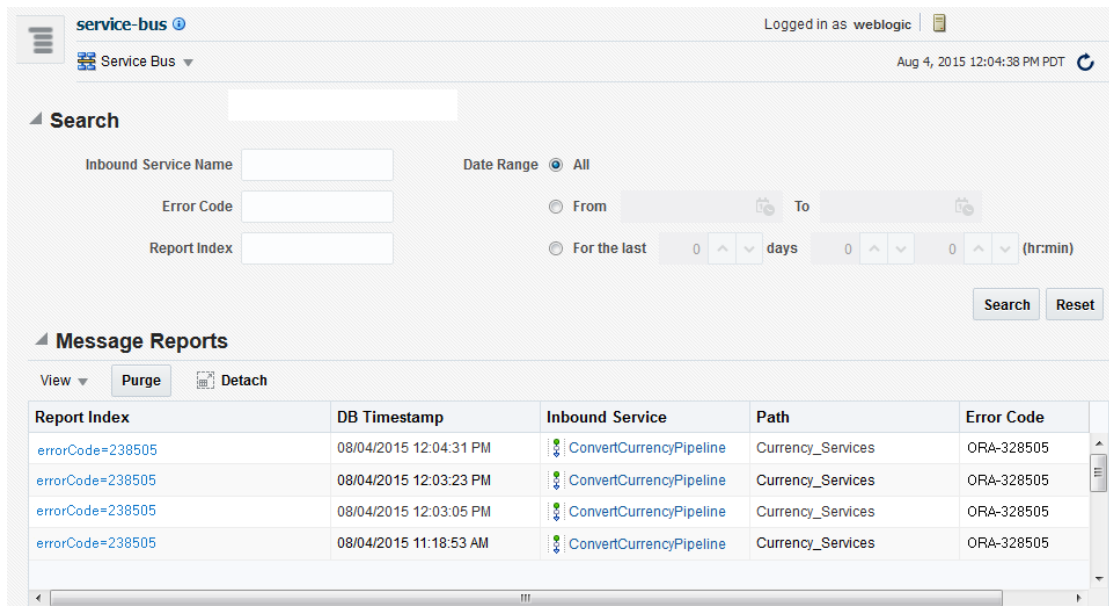 service-bus
Logged in as weblogic
Service Bus
Aug 4, 2015 12:04:38 PM PDT
Search
Inbound Service Name
Date Range All
Error Code
From To
Report Index
For the last 0 days 0 0 (hr:min)
Search Reset
Message Reports
View Purge Detach
Report Index DB Timestamp Inbound Service Path Error Code
errorCode=238505 08/04/2015 12:04:31 PM ConvertCurrencyPipeline Currency_Services ORA-328505
errorCode=238505 08/04/2015 12:03:23 PM ConvertCurrencyPipeline Currency_Services ORA-328505
errorCode=238505 08/04/2015 12:03:05 PM ConvertCurrencyPipeline Currency_Services ORA-328505
errorCode=238505 08/04/2015 11:18:53 AM ConvertCurrencyPipeline Currency_Services ORA-328505